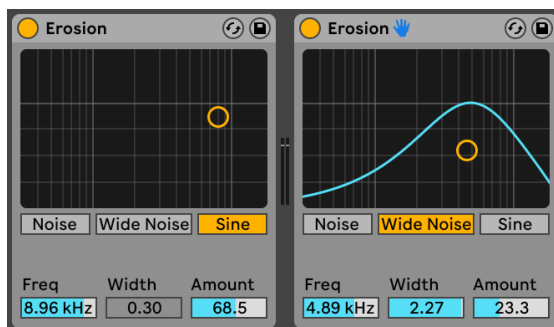 Erosion
Noise Wide Noise Sine
Freq Width Amount
8.96 kHz 0.30 68.5
Erosion
Noise Wide Noise Sine
Freq Width Amount
4.89 kHz 2.27 23.3